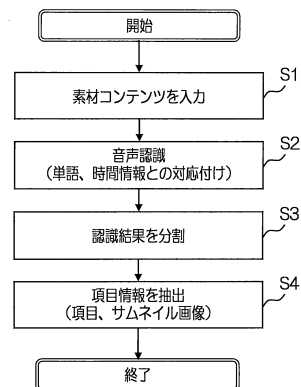 開始
S1
素材コンテンツを入力
S2
音声認識
(単語、時間情報との対応付け)
S3
認識結果を分割
S4
項目情報を抽出
(項目、サムネイル画像)
終了